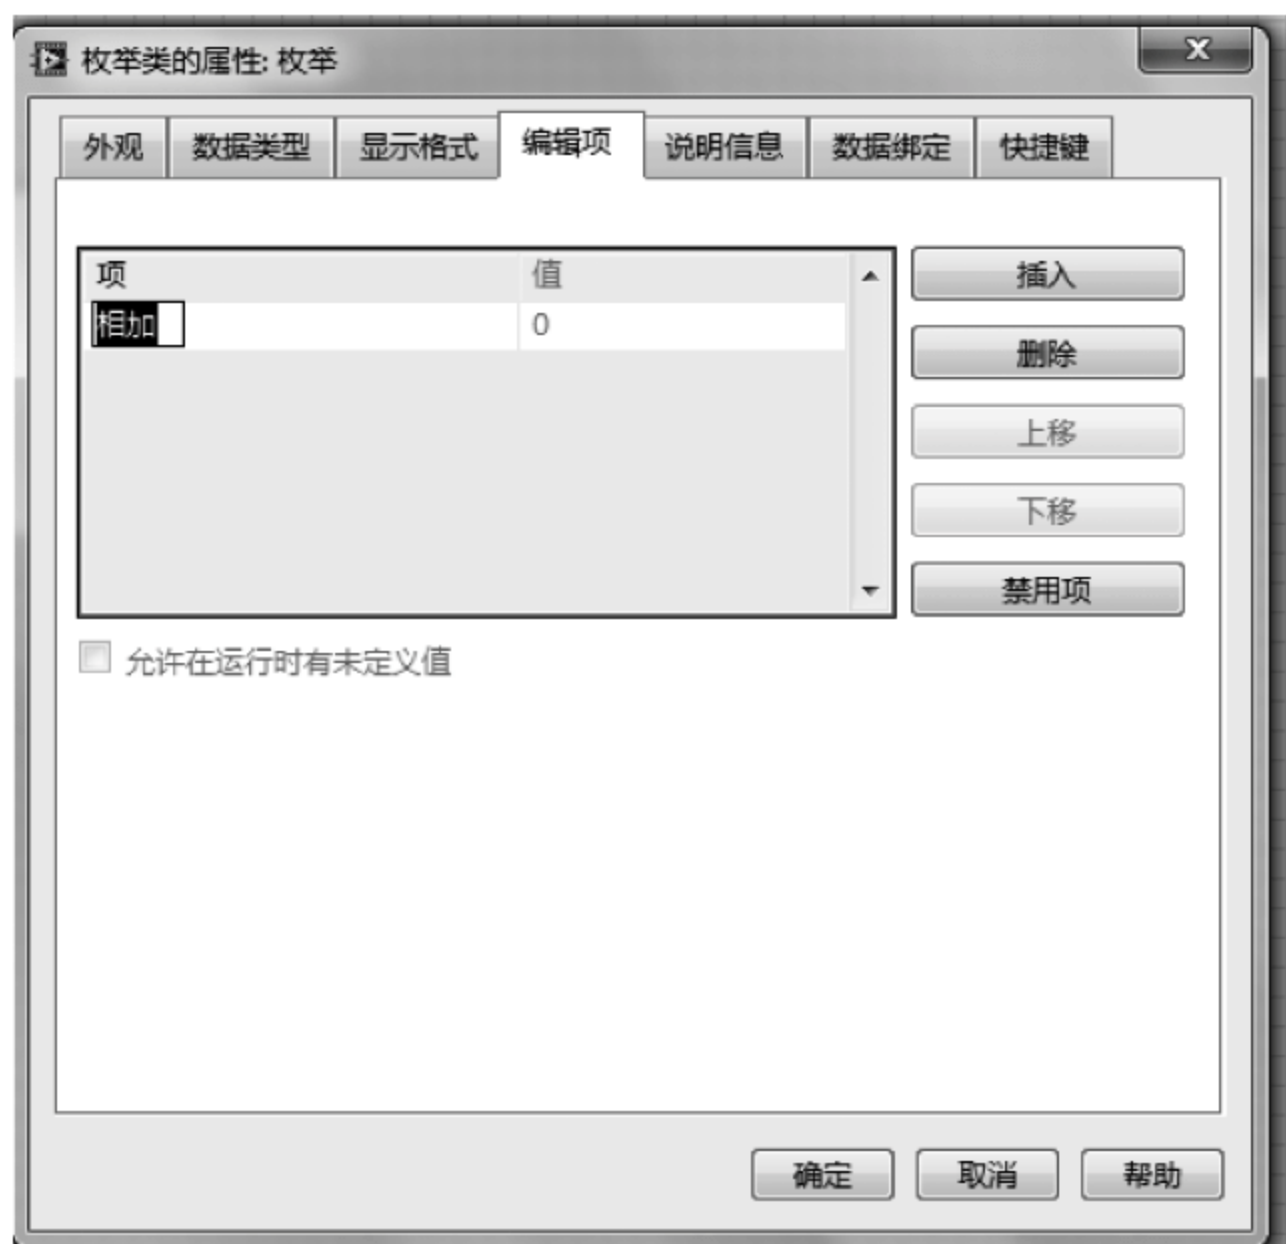 枚举类的属性: 枚举
外观 数据类型 显示格式 编辑项 说明信息 数据绑定 快捷键
项 值
相加 0
插入
删除
上移
下移
禁用项
允许在运行时有未定义值
确定 取消 帮助